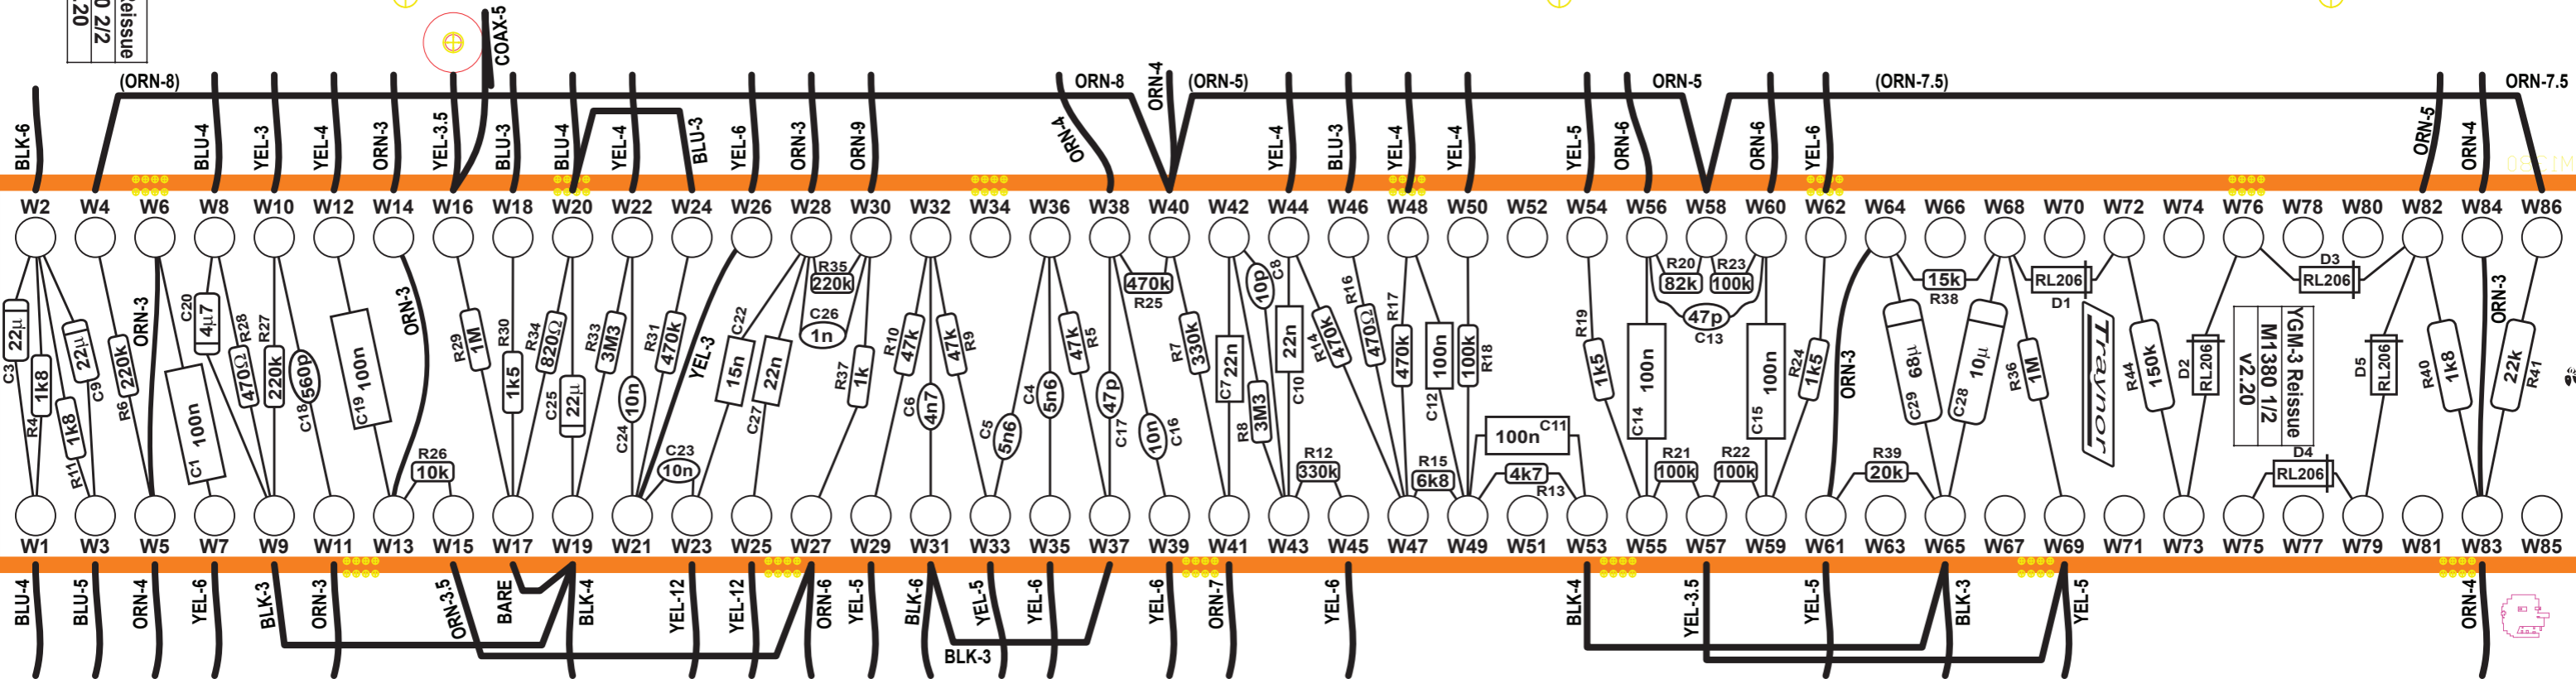 Reissue
0 2/2
.20
COAX-5
(ORN-8)
ORN-8
ORN-4
(ORN-5)
ORN-5
(ORN-7.5)
ORN-7.5
BLK-6
BLU-4
YEL-3
YEL-4
ORN-3
YEL-3.5
BLU-3
BLU-4
YEL-4
BLU-3
YEL-6
ORN-3
ORN-9
ORN-4
YEL-4
BLU-3
YEL-4
YEL-4
YEL-5
ORN-6
ORN-6
YEL-6
ORN-5
ORN-4
W2 W4 W6 W8 W10 W12 W14 W16 W18 W20 W22 W24 W26 W28 W30 W32 W34 W36 W38 W40 W42 W44 W46 W48 W50 W52 W54 W56 W58 W60 W62 W64 W66 W68 W70 W72 W74 W76 W78 W80 W82 W84 W86
C3 22µ
R4 1k8
R11 1k8
C9 22µ
R6 220k
ORN-3
C1 100n
C20 4µ7
R28 470Ω
R27 220k
C18 560p
C19 100n
ORN-3
R26
10k
R29 1M
R30 1k5
R34 820Ω
C25 22µ
R33 3M3
C24 10n
R31 470k
YEL-3
C23
10n
C22 15n
C27 22n
R35
220k
C26
1n
R37 1k
R10 47k
C6 4n7
47k R9
C5 5n6
C4 5n6
47k R5
47p C17
470k
R25
10n C16
R7 330k
C7 22n
R8 3M3
10p C8
22n C10
R12
330k
R14 470k
R16 470Ω
R17 470k
R15
6k8
C12 100n
100k R18
100n C11
4k7
R13
R19 1k5
C14 100n
R20
82k
R23
100k
47p
C13
R21
100k
R22
100k
C15 100n
R24 1k5
ORN-3
15k
R38
C29 68µ
C28 10µ
R39
20k
R36 1M
RL206
D1
Traynor
R44 150k
D2 RL206
YGM-3 Reissue
M1380 1/2
v2.20
D3
RL206
D4
RL206
D5 RL206
R40 1k8
ORN-3
22k R41
W1 W3 W5 W7 W9 W11 W13 W15 W17 W19 W21 W23 W25 W27 W29 W31 W33 W35 W37 W39 W41 W43 W45 W47 W49 W51 W53 W55 W57 W59 W61 W63 W65 W67 W69 W71 W73 W75 W77 W79 W81 W83 W85
BLU-4
BLU-5
ORN-4
YEL-6
BLK-3
ORN-3
ORN-3.5
BARE
BLK-4
YEL-12
YEL-12
ORN-6
YEL-5
BLK-6
YEL-5
YEL-6
BLK-3
YEL-6
ORN-7
YEL-6
BLK-4
YEL-3.5
YEL-5
BLK-3
YEL-5
ORN-4